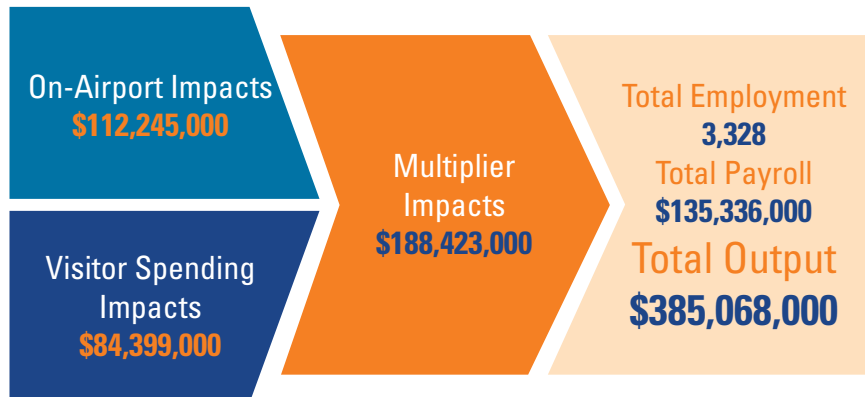 On-Airport Impacts
$112,245,000
Visitor Spending
Impacts
$84,399,000
Multiplier
Impacts
$188,423,000
Total Employment
3,328
Total Payroll
$135,336,000
Total Output
$385,068,000